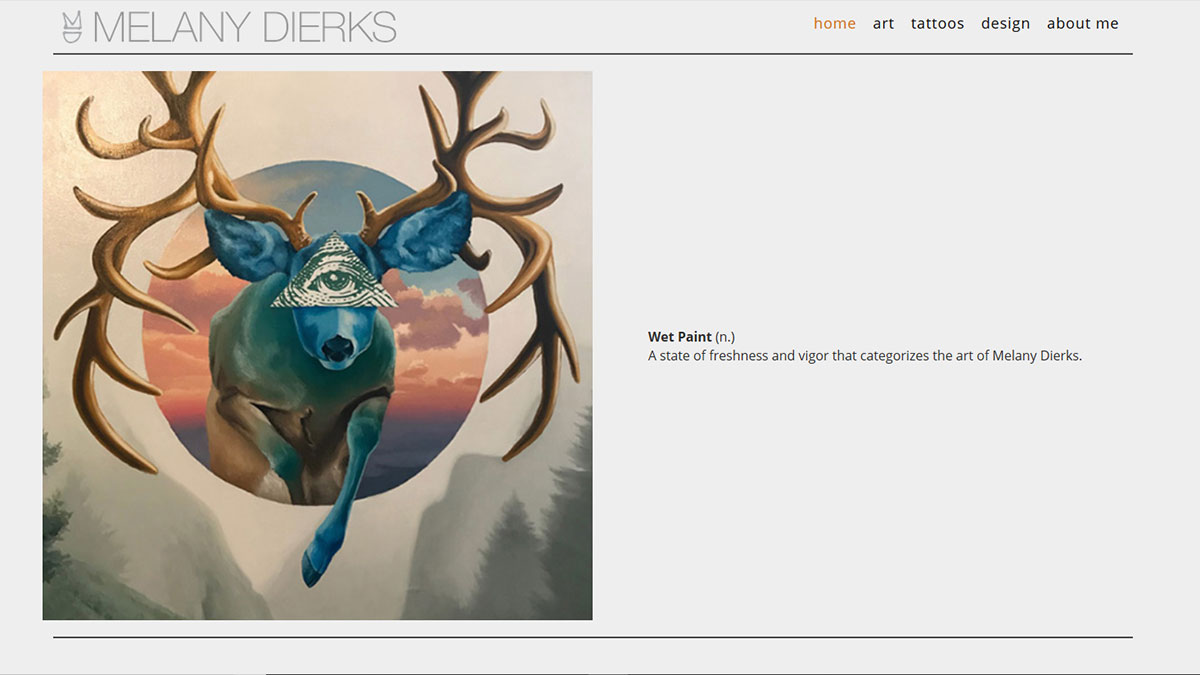 MELANY DIERKS
home art tattoos design about me
Wet Paint (n.)
A state of freshness and vigor that categorizes the art of Melany Dierks.